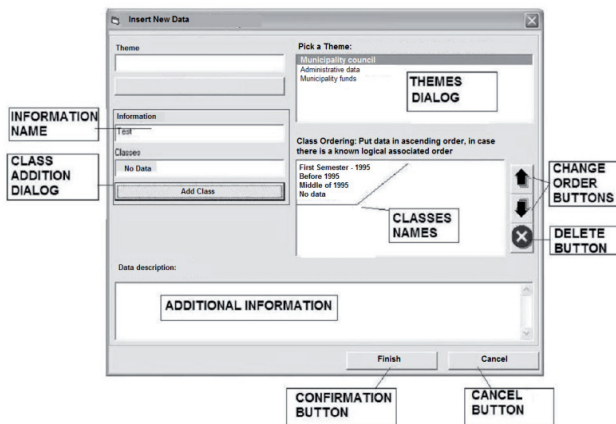 Insert New Data
Theme
Pick a Theme:
Municipality council
Administrative data
Municipality funds
THEMES
DIALOG
INFORMATION
NAME
Information
Test
CLASS
ADDITION
DIALOG
Classes
No Data
Add Class
Class Ordering: Put data in ascending order, in case
there is a known logical associated order
First Semester - 1995
Before 1995
Middle of 1995
No data
CLASSES
NAMES
CHANGE
ORDER
BUTTONS
DELETE
BUTTON
Data description:
ADDITIONAL INFORMATION
Finish
Cancel
CONFIRMATION
BUTTON
CANCEL
BUTTON